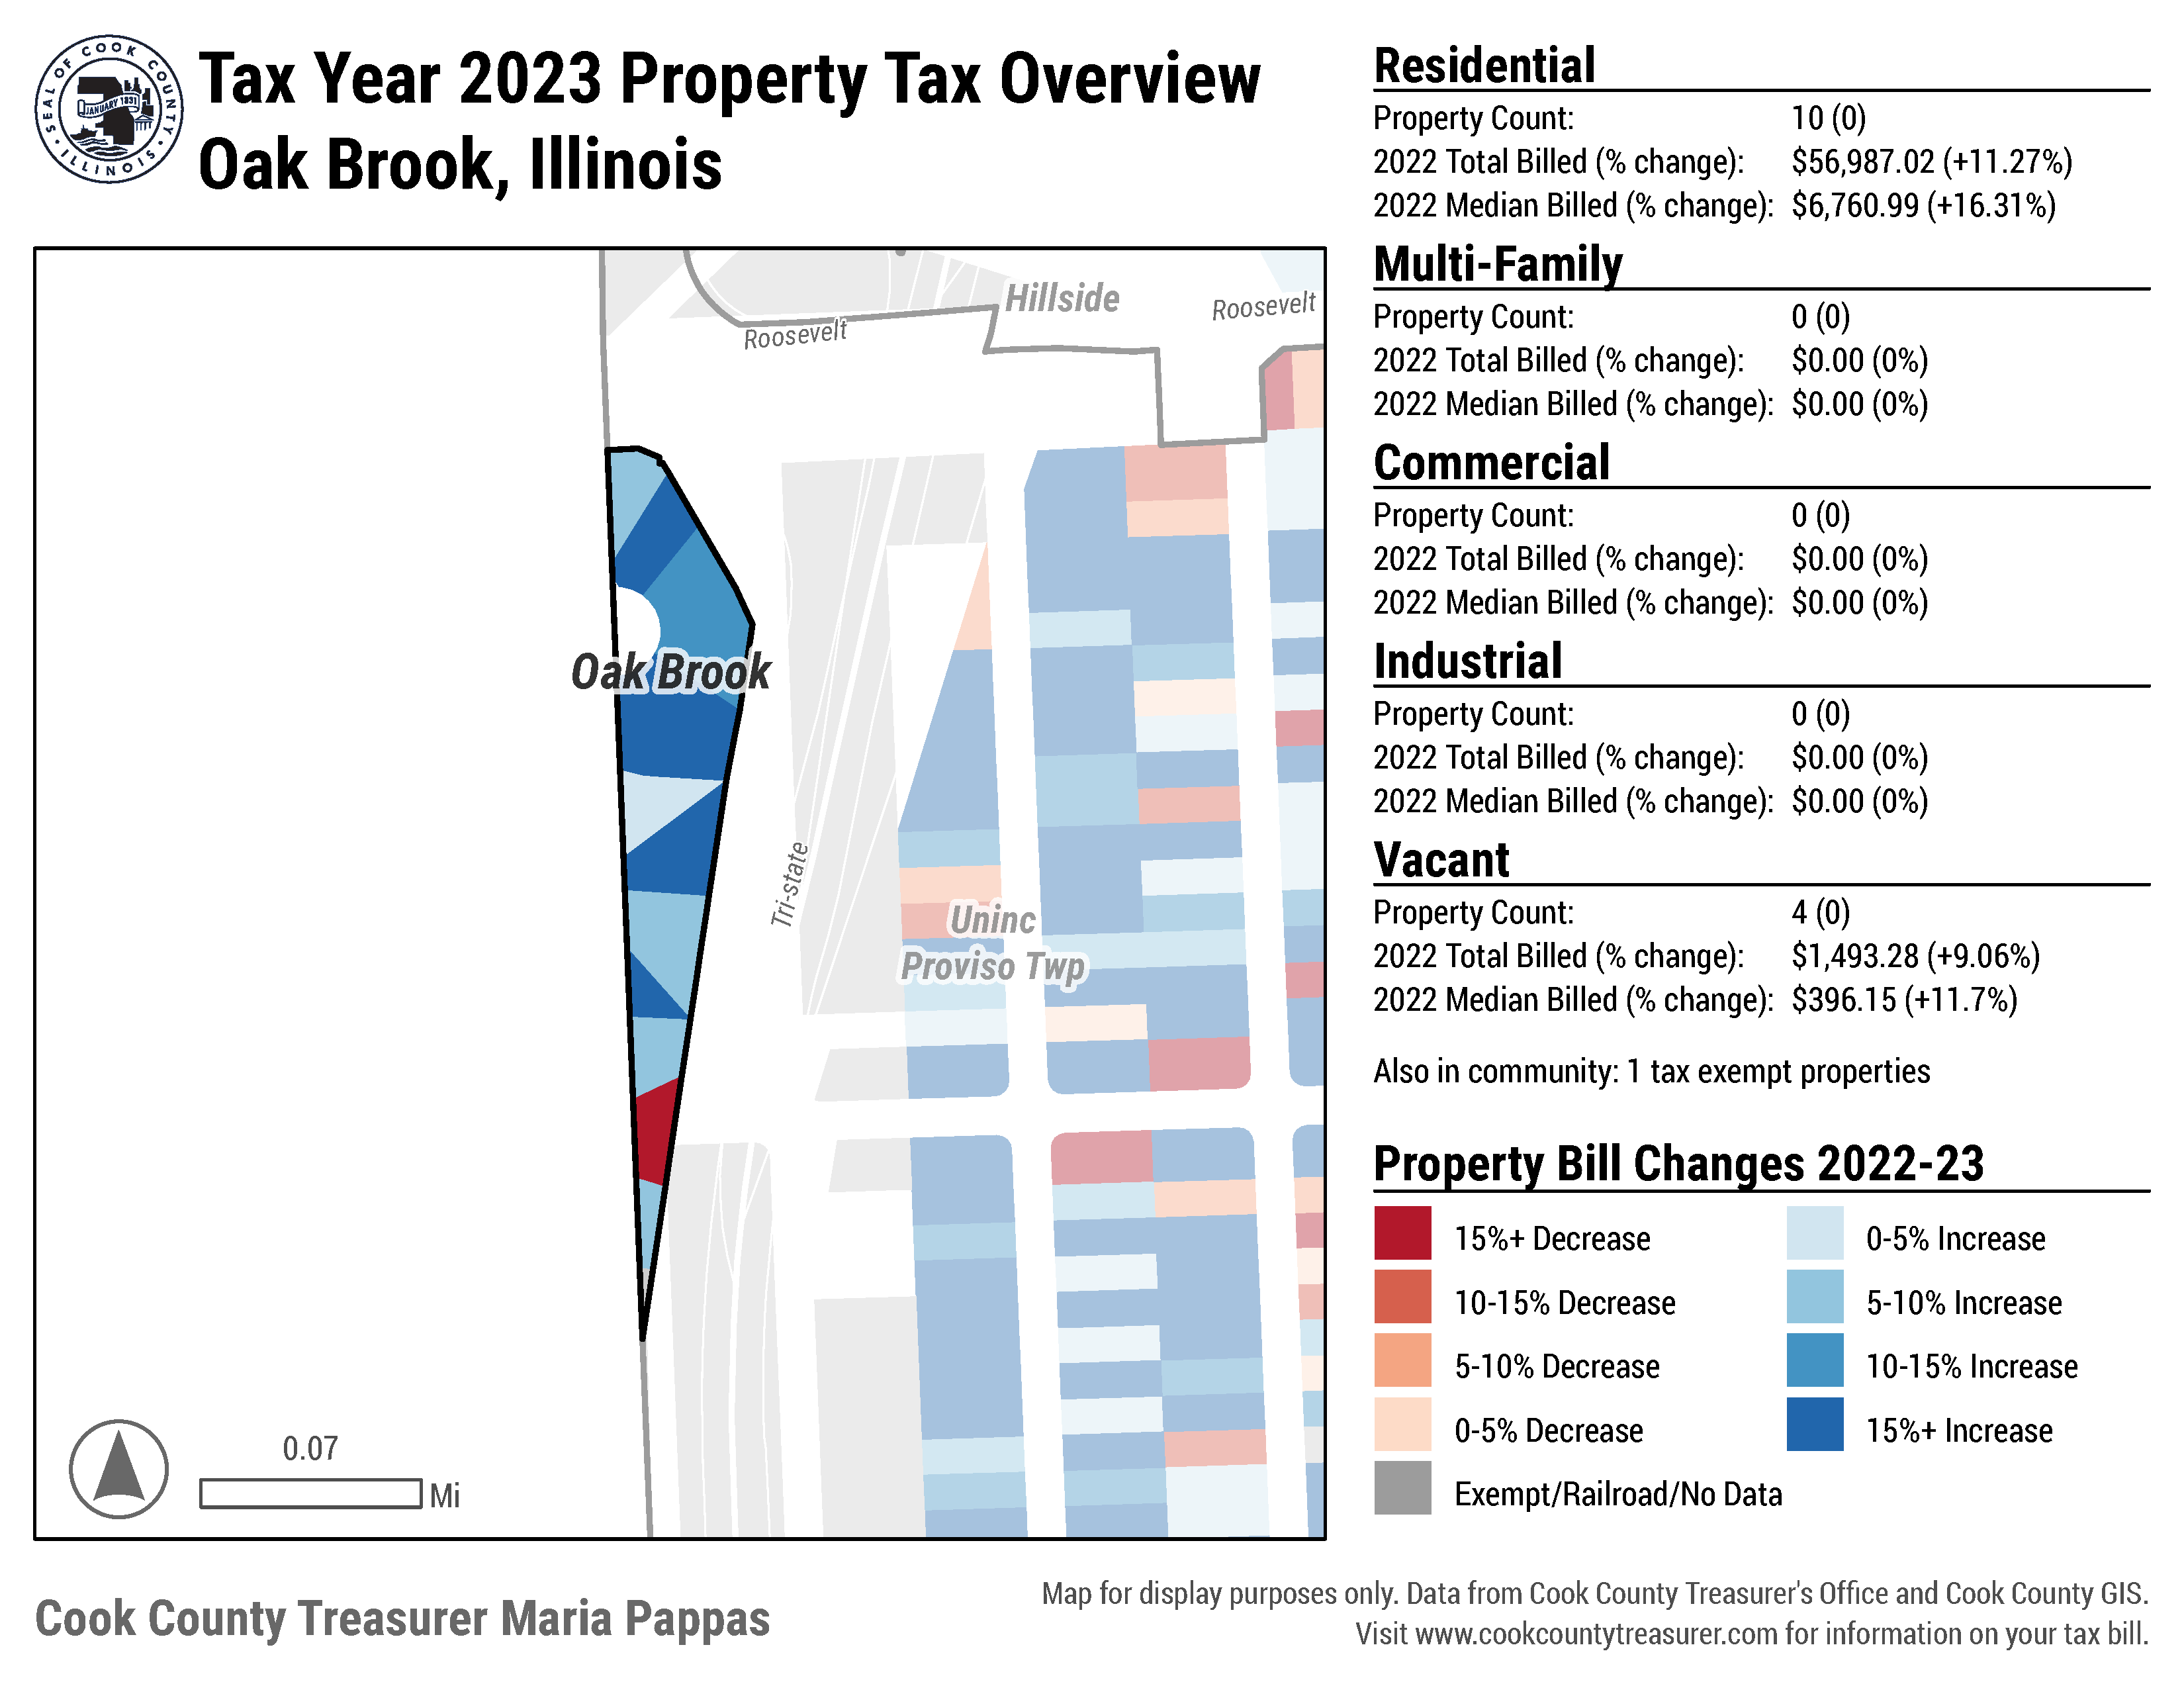 SEAL OF COOK COUNTY
ILLINOIS
JANUARY 1831
Tax Year 2023 Property Tax Overview
Oak Brook, Illinois
Hillside
Roosevelt
Roosevelt
Oak Brook
Tri-state
Uninc
Proviso Twp
0.07
Mi
Residential
Property Count: 10 (0)
2022 Total Billed (% change): $56,987.02 (+11.27%)
2022 Median Billed (% change): $6,760.99 (+16.31%)
Multi-Family
Property Count: 0 (0)
2022 Total Billed (% change): $0.00 (0%)
2022 Median Billed (% change): $0.00 (0%)
Commercial
Property Count: 0 (0)
2022 Total Billed (% change): $0.00 (0%)
2022 Median Billed (% change): $0.00 (0%)
Industrial
Property Count: 0 (0)
2022 Total Billed (% change): $0.00 (0%)
2022 Median Billed (% change): $0.00 (0%)
Vacant
Property Count: 4 (0)
2022 Total Billed (% change): $1,493.28 (+9.06%)
2022 Median Billed (% change): $396.15 (+11.7%)
Also in community: 1 tax exempt properties
Property Bill Changes 2022-23
15%+ Decrease
10-15% Decrease
5-10% Decrease
0-5% Decrease
Exempt/Railroad/No Data
0-5% Increase
5-10% Increase
10-15% Increase
15%+ Increase
Cook County Treasurer Maria Pappas
Map for display purposes only. Data from Cook County Treasurer's Office and Cook County GIS.
Visit www.cookcountytreasurer.com for information on your tax bill.